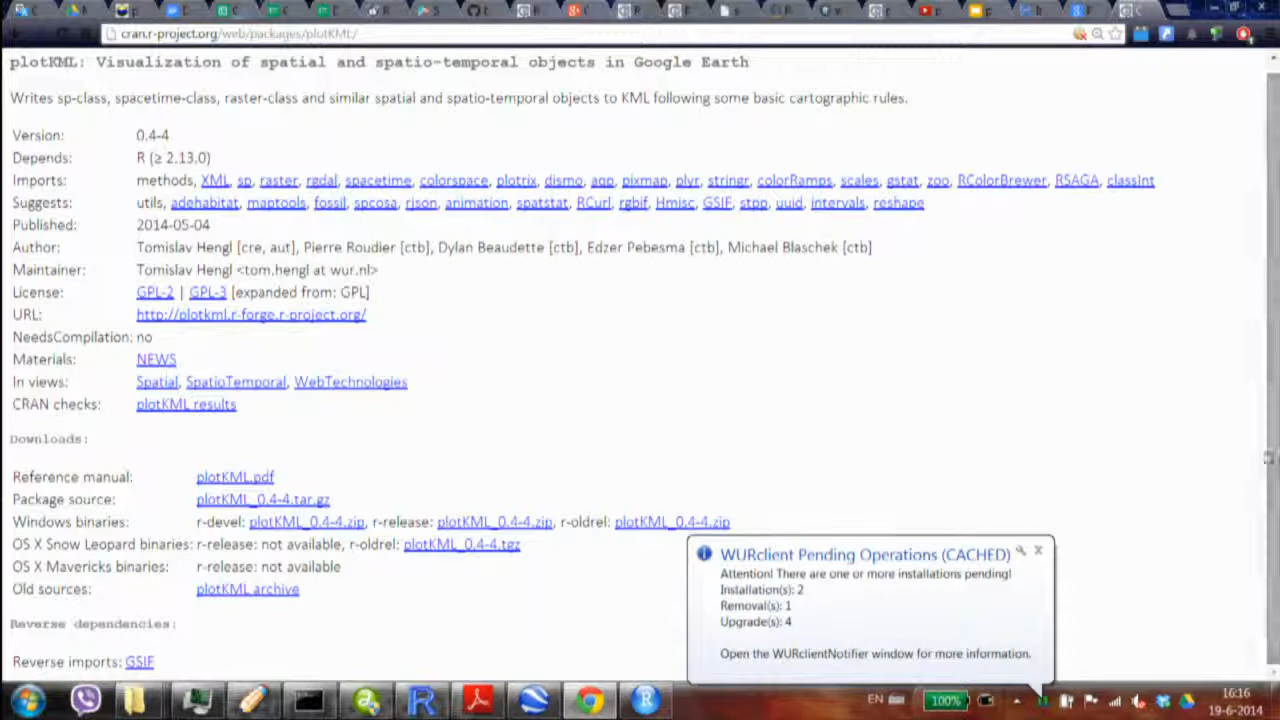 cran.r-project.org/web/packages/plotKML/
plotKML: Visualization of spatial and spatio-temporal objects in Google Earth
Writes sp-class, spacetime-class, raster-class and similar spatial and spatio-temporal objects to KML following some basic cartographic rules.
Version: 0.4-4
Depends: R (≥ 2.13.0)
Imports: methods, XML, sp, raster, rgdal, spacetime, colorspace, plotrix, dismo, aqp, pixmap, plyr, stringr, colorRamps, scales, gstat, zoo, RColorBrewer, RSAGA, classInt
Suggests: utils, adehabitat, maptools, fossil, spcosa, rjson, animation, spatstat, RCurl, rgbif, Hmisc, GSIF, stpp, uuid, intervals, reshape
Published: 2014-05-04
Author: Tomislav Hengl [cre, aut], Pierre Roudier [ctb], Dylan Beaudette [ctb], Edzer Pebesma [ctb], Michael Blaschek [ctb]
Maintainer: Tomislav Hengl <tom.hengl at wur.nl>
License: GPL-2 | GPL-3 [expanded from: GPL]
URL: http://plotkml.r-forge.r-project.org/
NeedsCompilation: no
Materials: NEWS
In views: Spatial, SpatioTemporal, WebTechnologies
CRAN checks: plotKML results
Downloads:
Reference manual: plotKML.pdf
Package source: plotKML_0.4-4.tar.gz
Windows binaries: r-devel: plotKML_0.4-4.zip, r-release: plotKML_0.4-4.zip, r-oldrel: plotKML_0.4-4.zip
OS X Snow Leopard binaries: r-release: not available, r-oldrel: plotKML_0.4-4.tgz
OS X Mavericks binaries: r-release: not available
Old sources: plotKML archive
Reverse dependencies:
Reverse imports: GSIF
WURclient Pending Operations (CACHED)
Attention! There are one or more installations pending!
Installation(s): 2
Removal(s): 1
Upgrade(s): 4
Open the WURclientNotifier window for more information.
EN
100%
16:16
19-6-2014